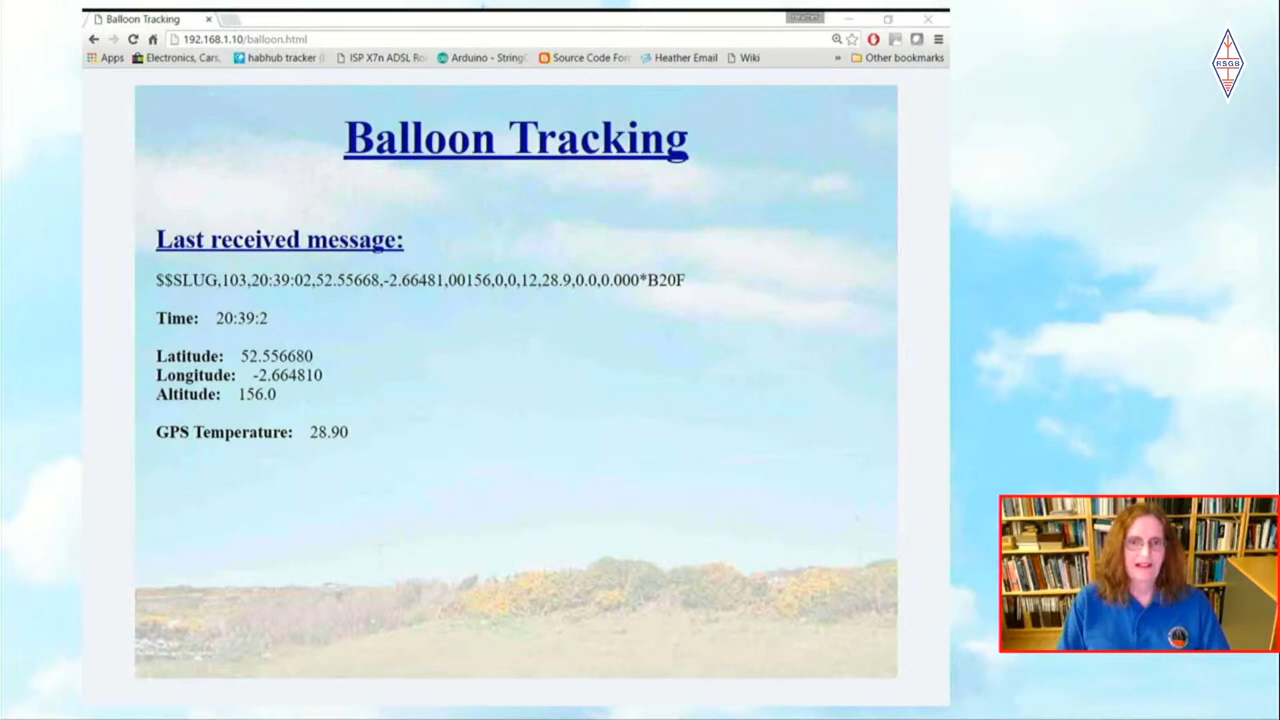 Balloon Tracking
192.168.1.10/balloon.html
Apps Electronics, Cars, habhub tracker ISP X7n ADSL Ro Arduino - String Source Code For Heather Email Wiki » Other bookmarks
RSGB
Balloon Tracking
Last received message:
$$SLUG,103,20:39:02,52.55668,-2.66481,00156,0,0,12,28.9,0.0,0.000*B20F
Time: 20:39:2
Latitude: 52.556680
Longitude: -2.664810
Altitude: 156.0
GPS Temperature: 28.90